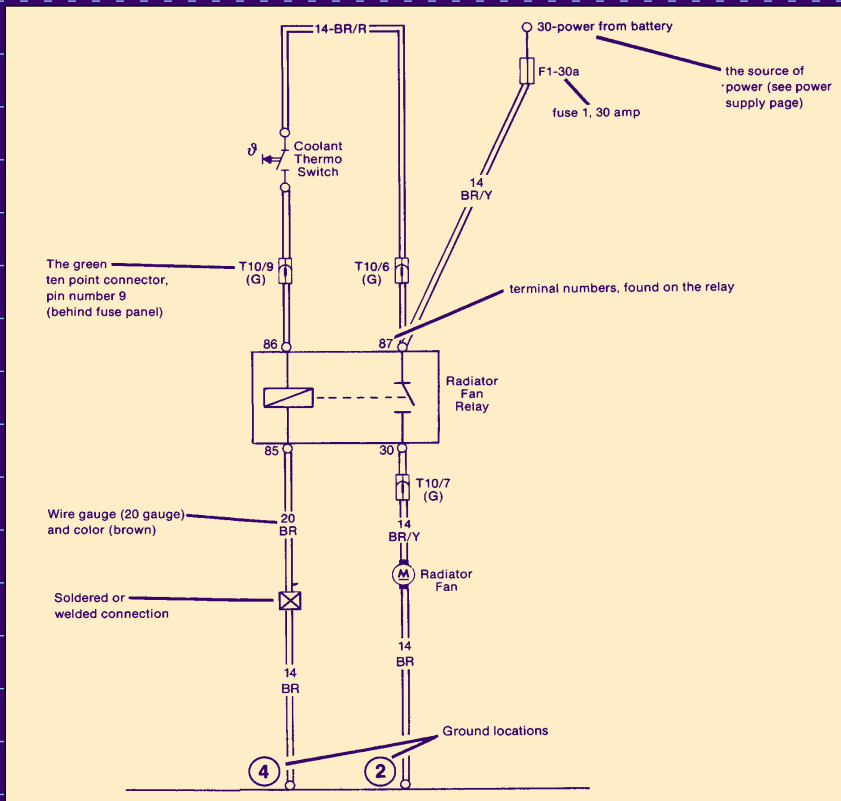 14-BR/R
30-power from battery
F1-30a
the source of
power (see power
supply page)
fuse 1, 30 amp
ϑ
Coolant
Thermo
Switch
14
BR/Y
The green
ten point connector,
pin number 9
(behind fuse panel)
T10/9
(G)
T10/6
(G)
terminal numbers, found on the relay
86
87
Radiator
Fan
Relay
85
30
T10/7
(G)
Wire gauge (20 gauge)
and color (brown)
20
BR
14
BR/Y
M
Radiator
Fan
Soldered or
welded connection
14
BR
14
BR
Ground locations
4
2